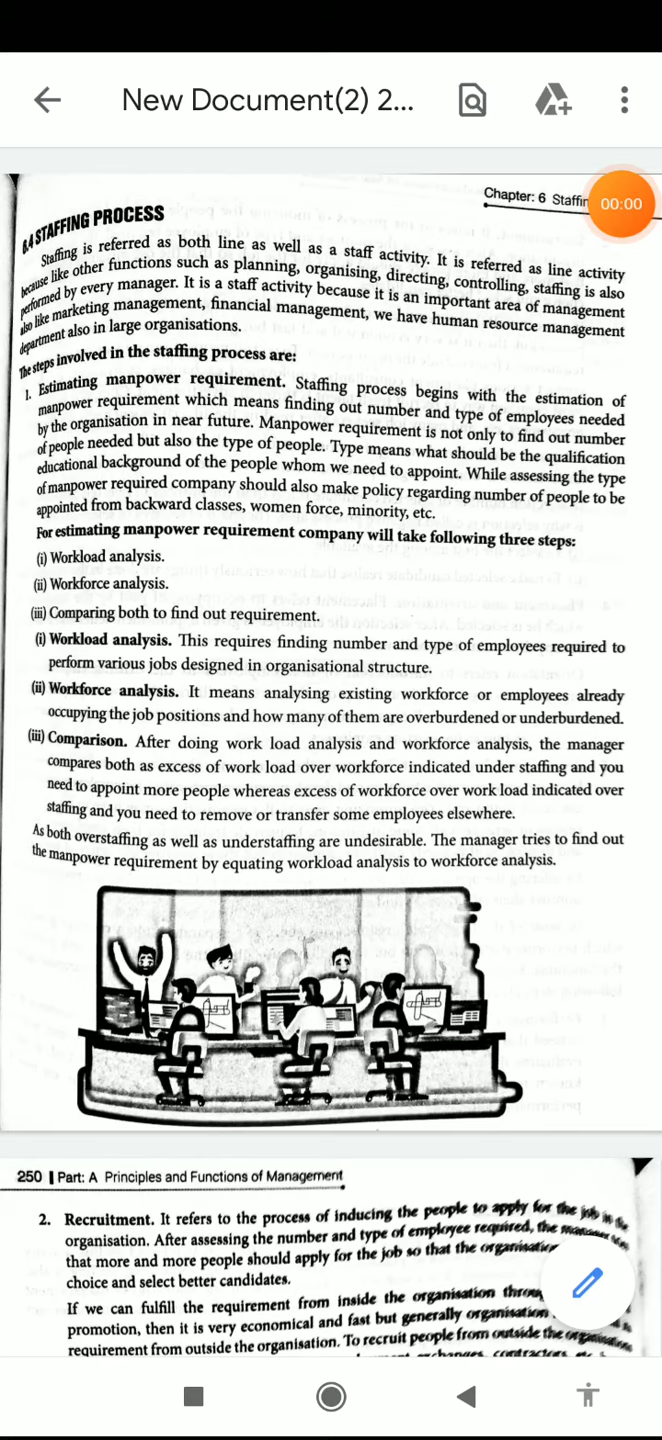 New Document(2) 2...
Chapter: 6 Staffin
00:00
6.4 STAFFING PROCESS
Staffing is referred as both line as well as a staff activity. It is referred as line activity
because like other functions such as planning, organising, directing, controlling, staffing is also
performed by every manager. It is a staff activity because it is an important area of management
also like marketing management, financial management, we have human resource management
department also in large organisations.
The steps involved in the staffing process are:
1. Estimating manpower requirement. Staffing process begins with the estimation of
manpower requirement which means finding out number and type of employees needed
by the organisation in near future. Manpower requirement is not only to find out number
of people needed but also the type of people. Type means what should be the qualification
educational background of the people whom we need to appoint. While assessing the type
of manpower required company should also make policy regarding number of people to be
appointed from backward classes, women force, minority, etc.
For estimating manpower requirement company will take following three steps:
(i) Workload analysis.
(ii) Workforce analysis.
(iii) Comparing both to find out requirement.
(i) Workload analysis. This requires finding number and type of employees required to
perform various jobs designed in organisational structure.
(ii) Workforce analysis. It means analysing existing workforce or employees already
occupying the job positions and how many of them are overburdened or underburdened.
(iii) Comparison. After doing work load analysis and workforce analysis, the manager
compares both as excess of work load over workforce indicated under staffing and you
need to appoint more people whereas excess of workforce over work load indicated over
staffing and you need to remove or transfer some employees elsewhere.
As both overstaffing as well as understaffing are undesirable. The manager tries to find out
the manpower requirement by equating workload analysis to workforce analysis.
250 | Part: A Principles and Functions of Management
2. Recruitment. It refers to the process of inducing the people to apply for the job in the
organisation. After assessing the number and type of employee required, the
that more and more people should apply for the job so that the
choice and select better candidates.
If we can fulfill the requirement from inside the organisation
promotion, then it is very economical and fast but generally organisation
requirement from outside the organisation. To recruit people from outside the
exchanges, contractors